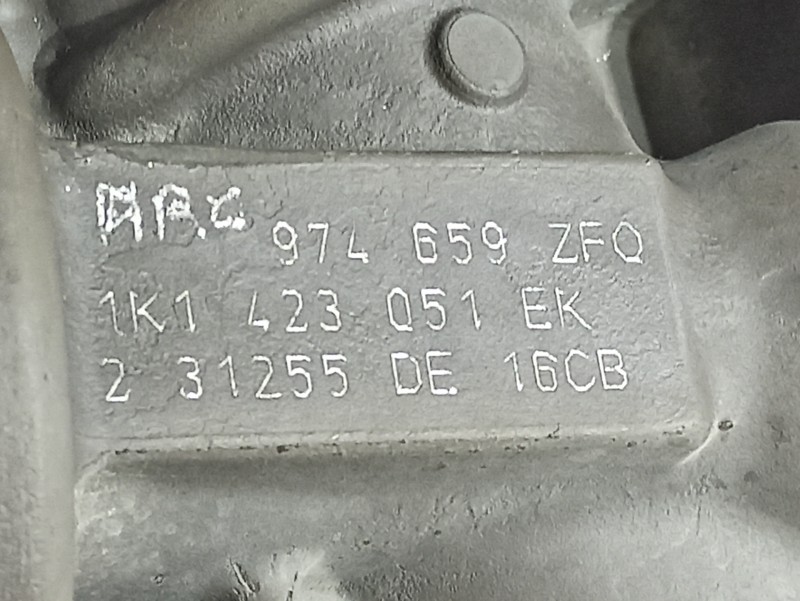 974 659 ZFQ
1K1 423 051 EK
2 31255 DE 16CB